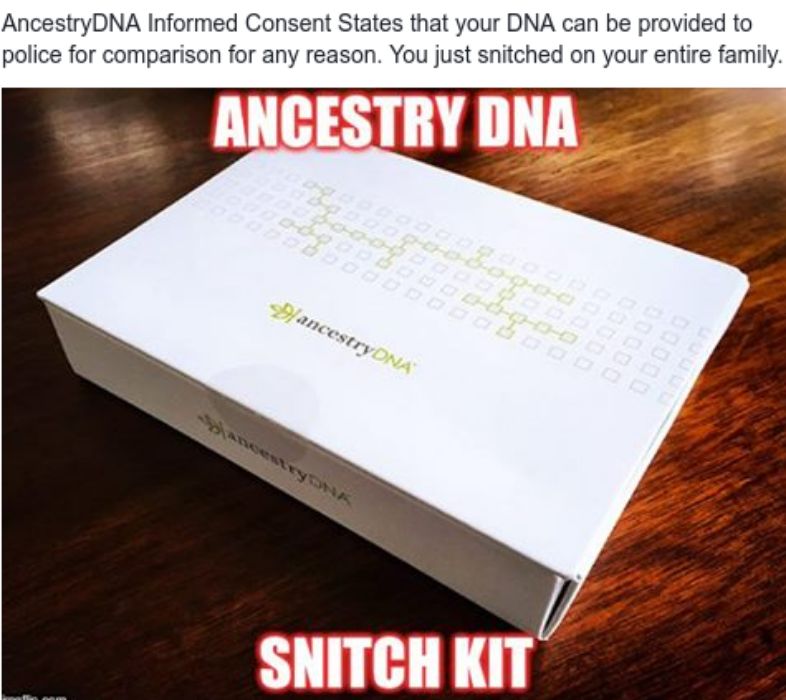 AncestryDNA Informed Consent States that your DNA can be provided to
police for comparison for any reason. You just snitched on your entire family.
ANCESTRY DNA
ancestryDNA
ancestryDNA
SNITCH KIT